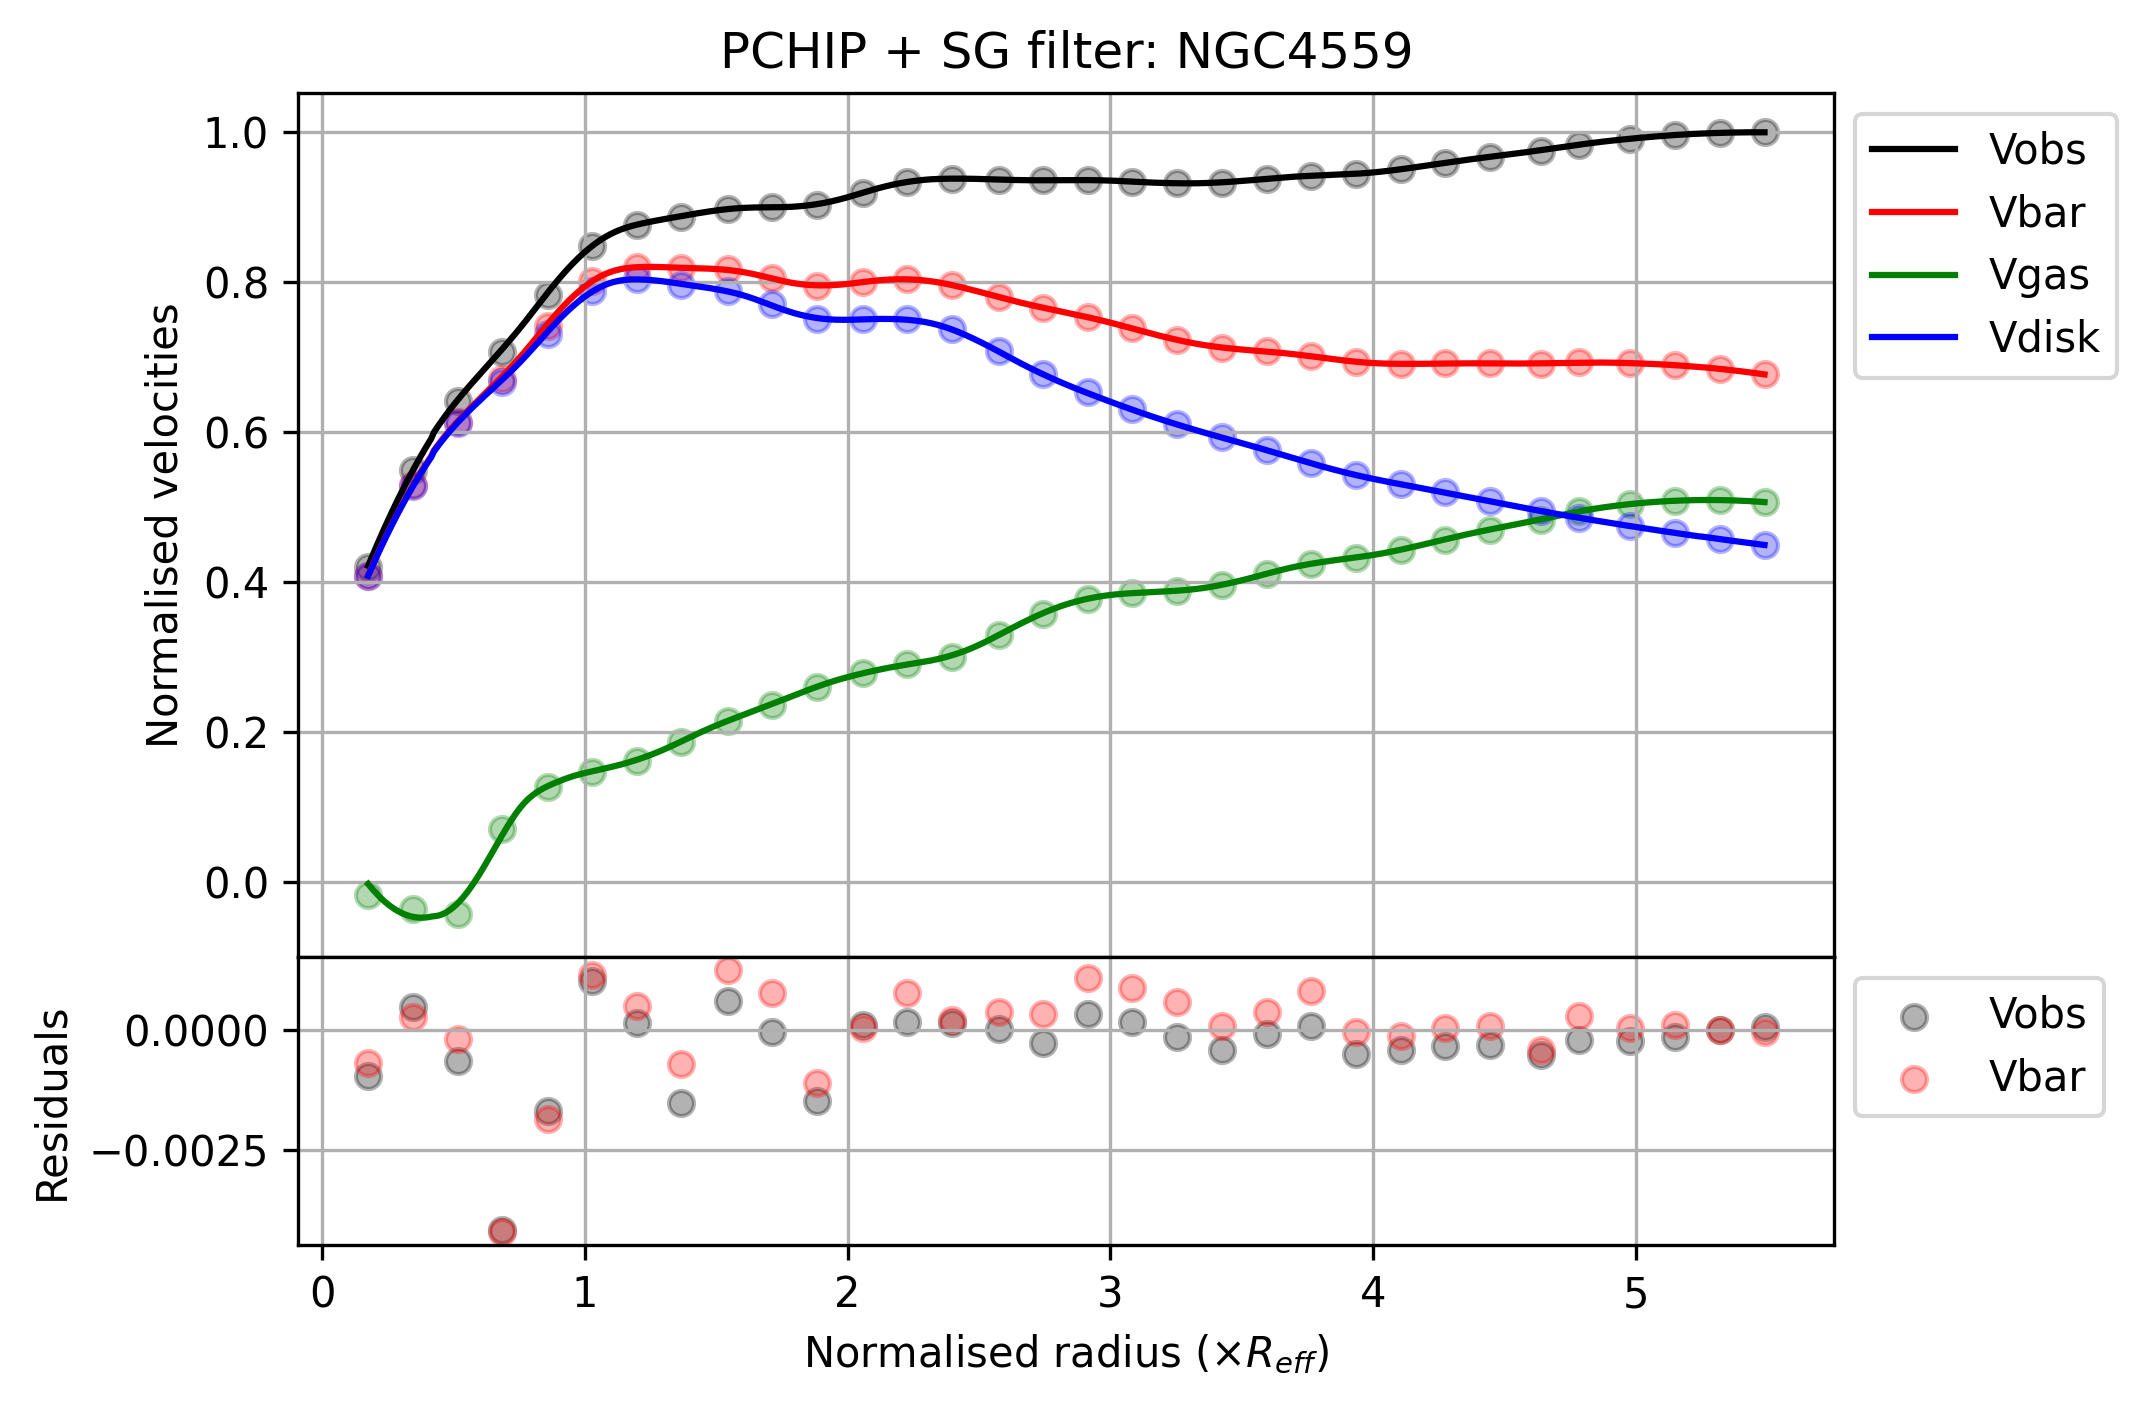 PCHIP + SG filter: NGC4559
1.0
0.8
0.6
0.4
0.2
0.0
Normalised velocities
Vobs
Vbar
Vgas
Vdisk
0.0000
−0.0025
Residuals
Vobs
Vbar
0 1 2 3 4 5
Normalised radius (×R_eff)